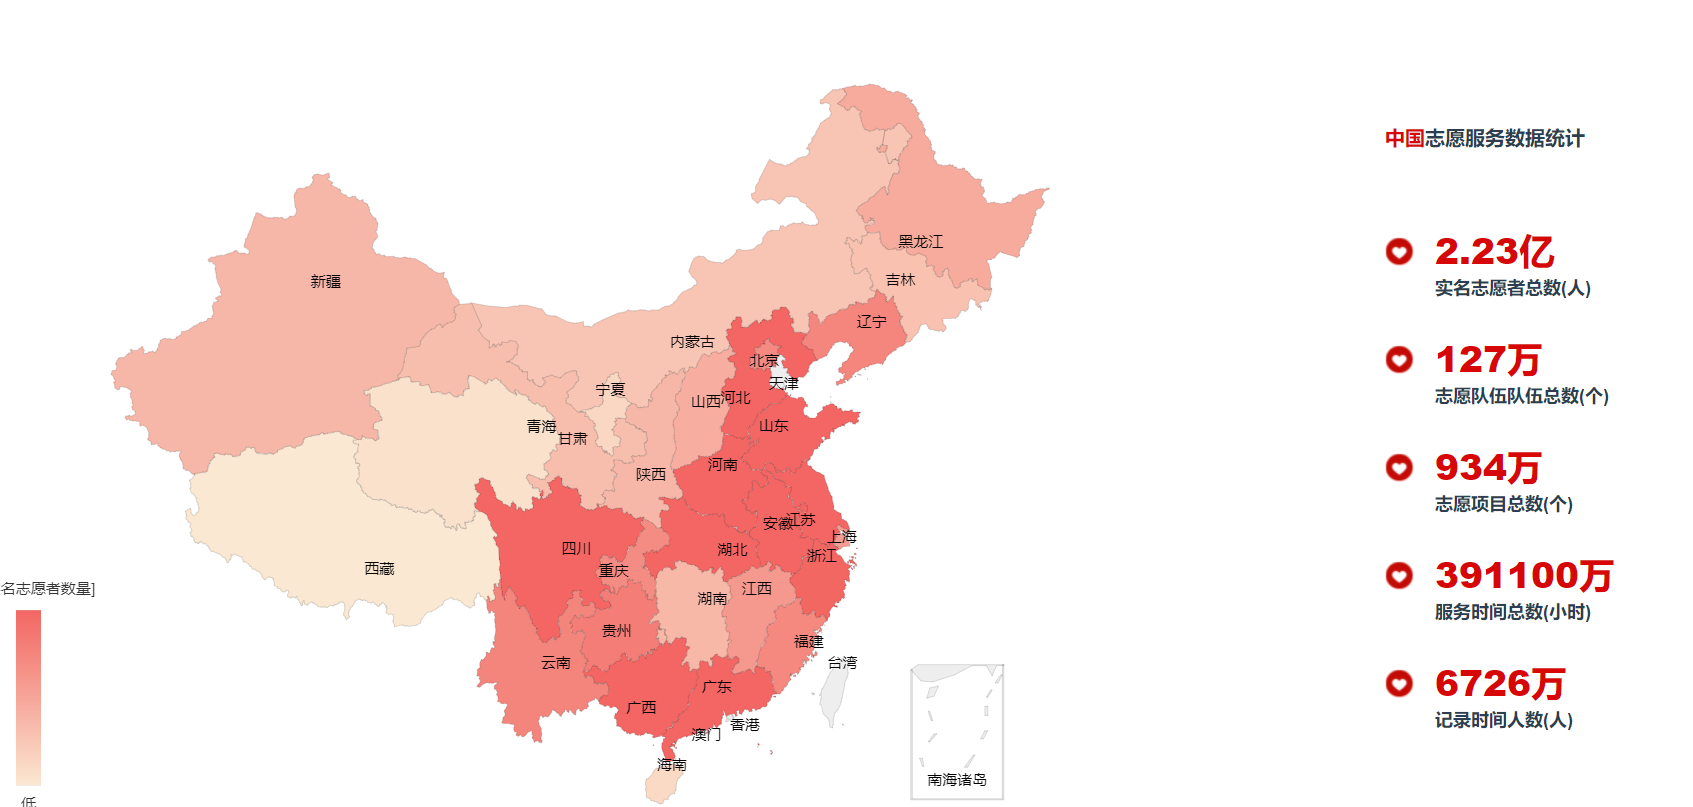 中国志愿服务数据统计
2.23亿
实名志愿者总数(人)
127万
志愿队伍队伍总数(个)
934万
志愿项目总数(个)
391100万
服务时间总数(小时)
6726万
记录时间人数(人)
黑龙江
新疆
吉林
辽宁
内蒙古
北京
天津
宁夏
山西
河北
青海
甘肃
山东
河南
陕西
安徽
江苏
上海
四川
湖北
浙江
西藏
重庆
江西
湖南
贵州
福建
云南
台湾
广东
广西
香港
澳门
海南
南海诸岛
名志愿者数量]
低